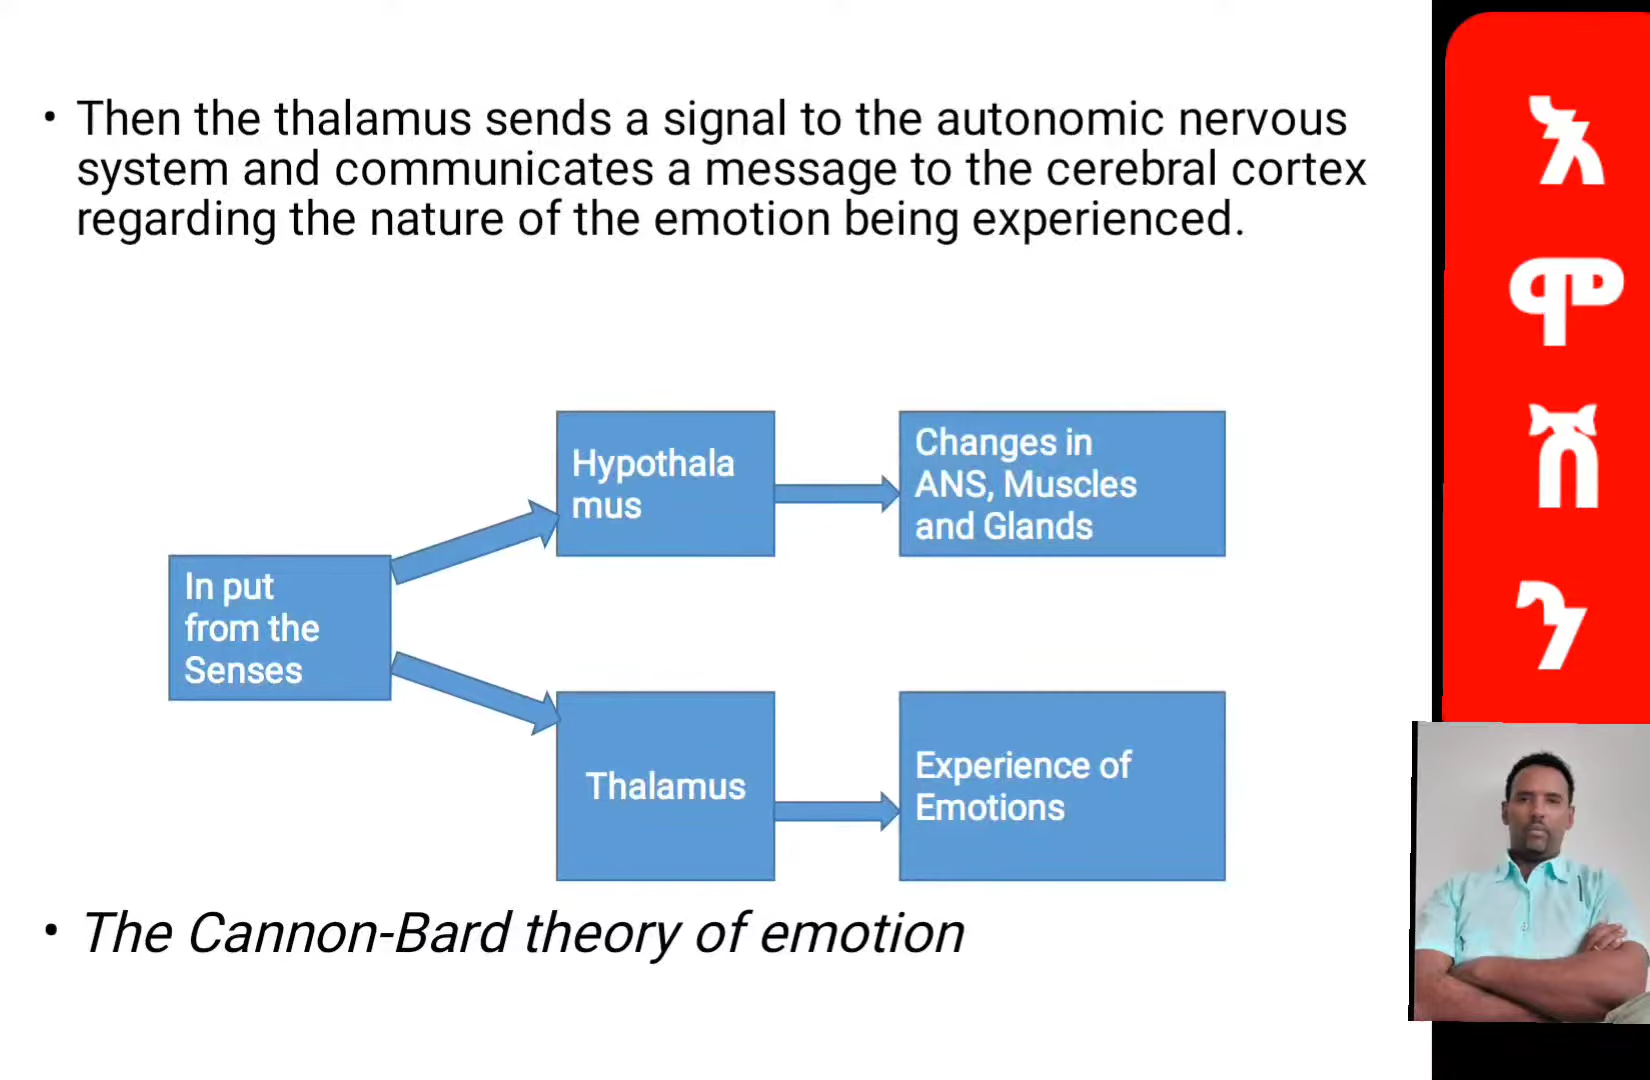 • Then the thalamus sends a signal to the autonomic nervous
system and communicates a message to the cerebral cortex
regarding the nature of the emotion being experienced.
Hypothala
mus
Changes in
ANS, Muscles
and Glands
In put
from the
Senses
Thalamus
Experience of
Emotions
• The Cannon-Bard theory of emotion
እ
ሞ
ሽ
ን